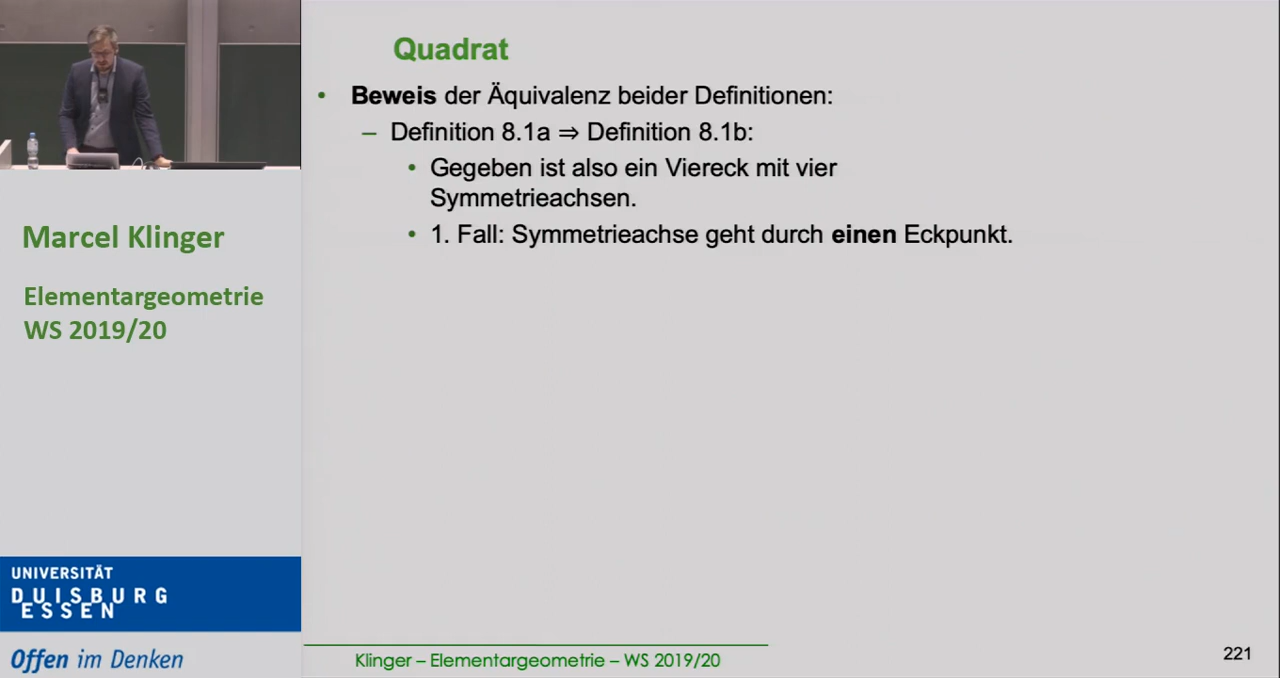 Quadrat
• Beweis der Äquivalenz beider Definitionen:
– Definition 8.1a ⇒ Definition 8.1b:
• Gegeben ist also ein Viereck mit vier
Symmetrieachsen.
• 1. Fall: Symmetrieachse geht durch einen Eckpunkt.
Marcel Klinger
Elementargeometrie
WS 2019/20
UNIVERSITÄT
DUISBURG
ESSEN
Offen im Denken
Klinger – Elementargeometrie – WS 2019/20
221